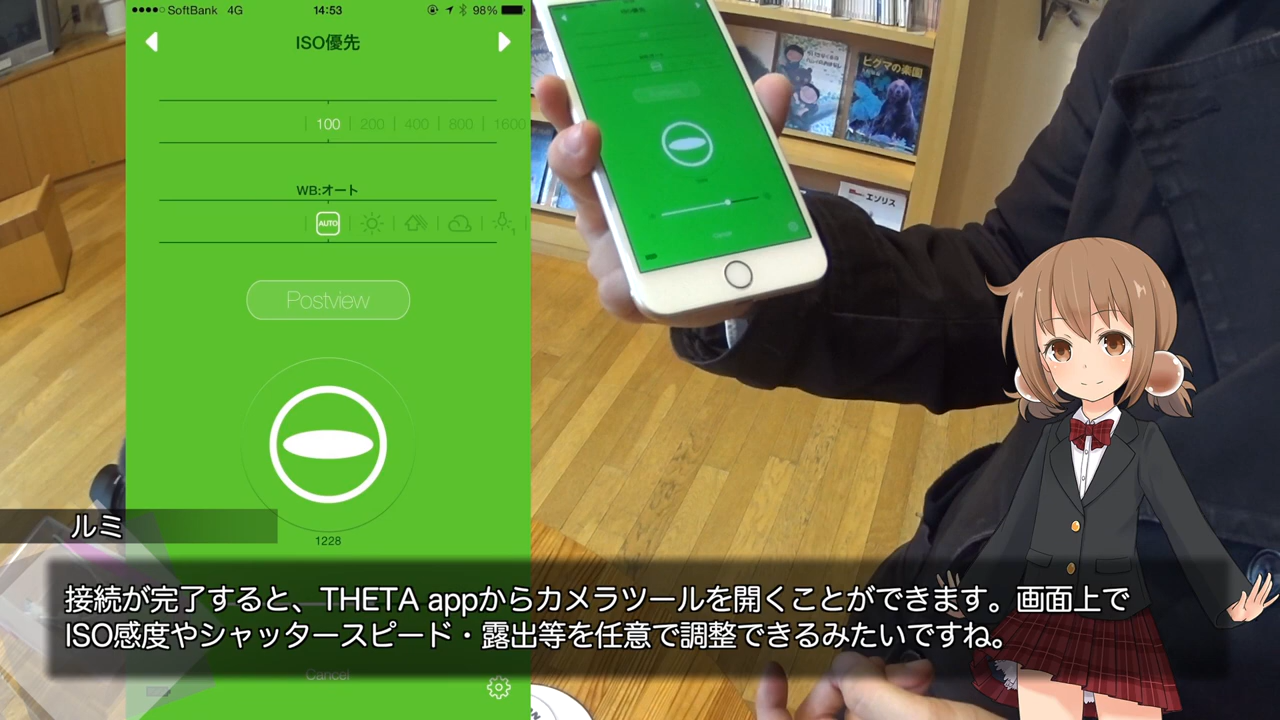 SoftBank 4G 14:53 98%
ISO優先
100 200 400 800 1600
WB:オート
AUTO
1
Postview
1228
Cancel
ヒグマの楽園
エソリス
ルミ
接続が完了すると、THETA appからカメラツールを開くことができます。画面上で
ISO感度やシャッタースピード・露出等を任意で調整できるみたいですね。